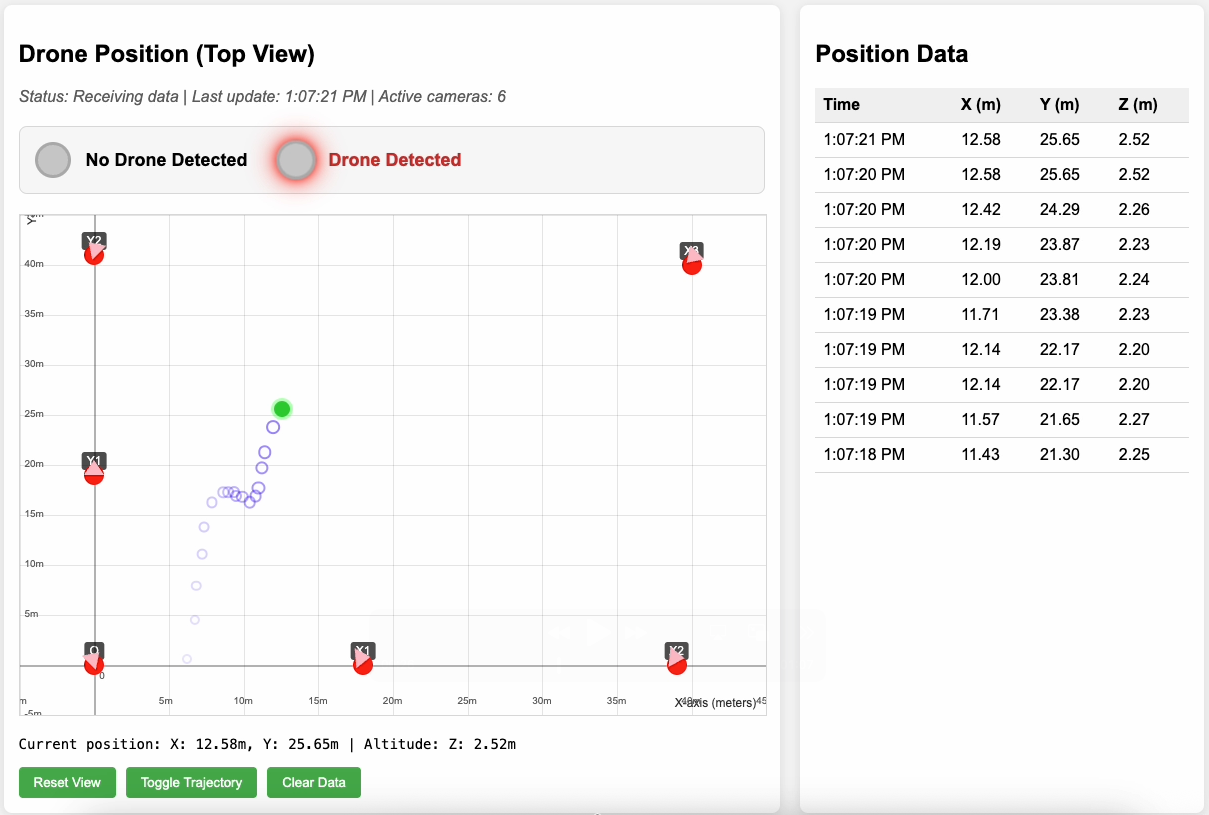 Drone Position (Top View)
Status: Receiving data | Last update: 1:07:21 PM | Active cameras: 6
No Drone Detected
Drone Detected
Y
Y2
X3
40m
35m
30m
25m
20m
Y1
15m
10m
5m
O
X1
X2
0
5m
10m
15m
20m
25m
30m
35m
40m
45
X-axis (meters)
-5m
Current position: X: 12.58m, Y: 25.65m | Altitude: Z: 2.52m
Reset View
Toggle Trajectory
Clear Data
Position Data
Time X (m) Y (m) Z (m)
1:07:21 PM 12.58 25.65 2.52
1:07:20 PM 12.58 25.65 2.52
1:07:20 PM 12.42 24.29 2.26
1:07:20 PM 12.19 23.87 2.23
1:07:20 PM 12.00 23.81 2.24
1:07:19 PM 11.71 23.38 2.23
1:07:19 PM 12.14 22.17 2.20
1:07:19 PM 12.14 22.17 2.20
1:07:19 PM 11.57 21.65 2.27
1:07:18 PM 11.43 21.30 2.25